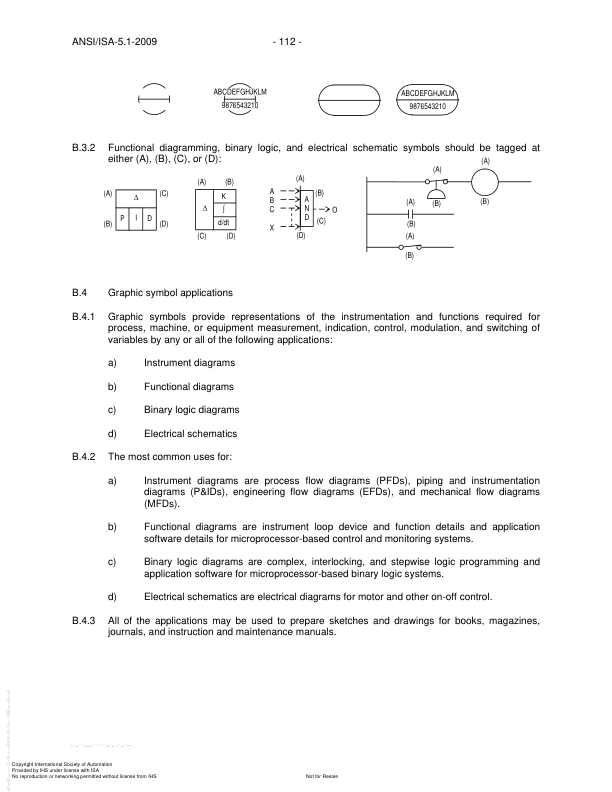 ANSI/ISA-5.1-2009 - 112 -
ABCDEFGHJKLM ABCDEFGHJKLM
9876543210 9876543210
B.3.2 Functional diagramming, binary logic, and electrical schematic symbols should be tagged at
either (A), (B), (C), or (D):
(A) Δ (C)
(B) P I D (D)
(A) (B)
Δ K
∫
d/dt
(C) (D)
(A)
A (B)
B A
C N O
D (C)
X
(D)
(A)
(A)
(B) (B)
(A)
(B)
(A)
(B)
B.4 Graphic symbol applications
B.4.1 Graphic symbols provide representations of the instrumentation and functions required for
process, machine, or equipment measurement, indication, control, modulation, and switching of
variables by any or all of the following applications:
a) Instrument diagrams
b) Functional diagrams
c) Binary logic diagrams
d) Electrical schematics
B.4.2 The most common uses for:
a) Instrument diagrams are process flow diagrams (PFDs), piping and instrumentation
diagrams (P&IDs), engineering flow diagrams (EFDs), and mechanical flow diagrams
(MFDs).
b) Functional diagrams are instrument loop device and function details and application
software details for microprocessor-based control and monitoring systems.
c) Binary logic diagrams are complex, interlocking, and stepwise logic programming and
application software for microprocessor-based binary logic systems.
d) Electrical schematics are electrical diagrams for motor and other on-off control.
B.4.3 All of the applications may be used to prepare sketches and drawings for books, magazines,
journals, and instruction and maintenance manuals.
Copyright International Society of Automation
Provided by IHS under license with ISA
No reproduction or networking permitted without license from IHS Not for Resale